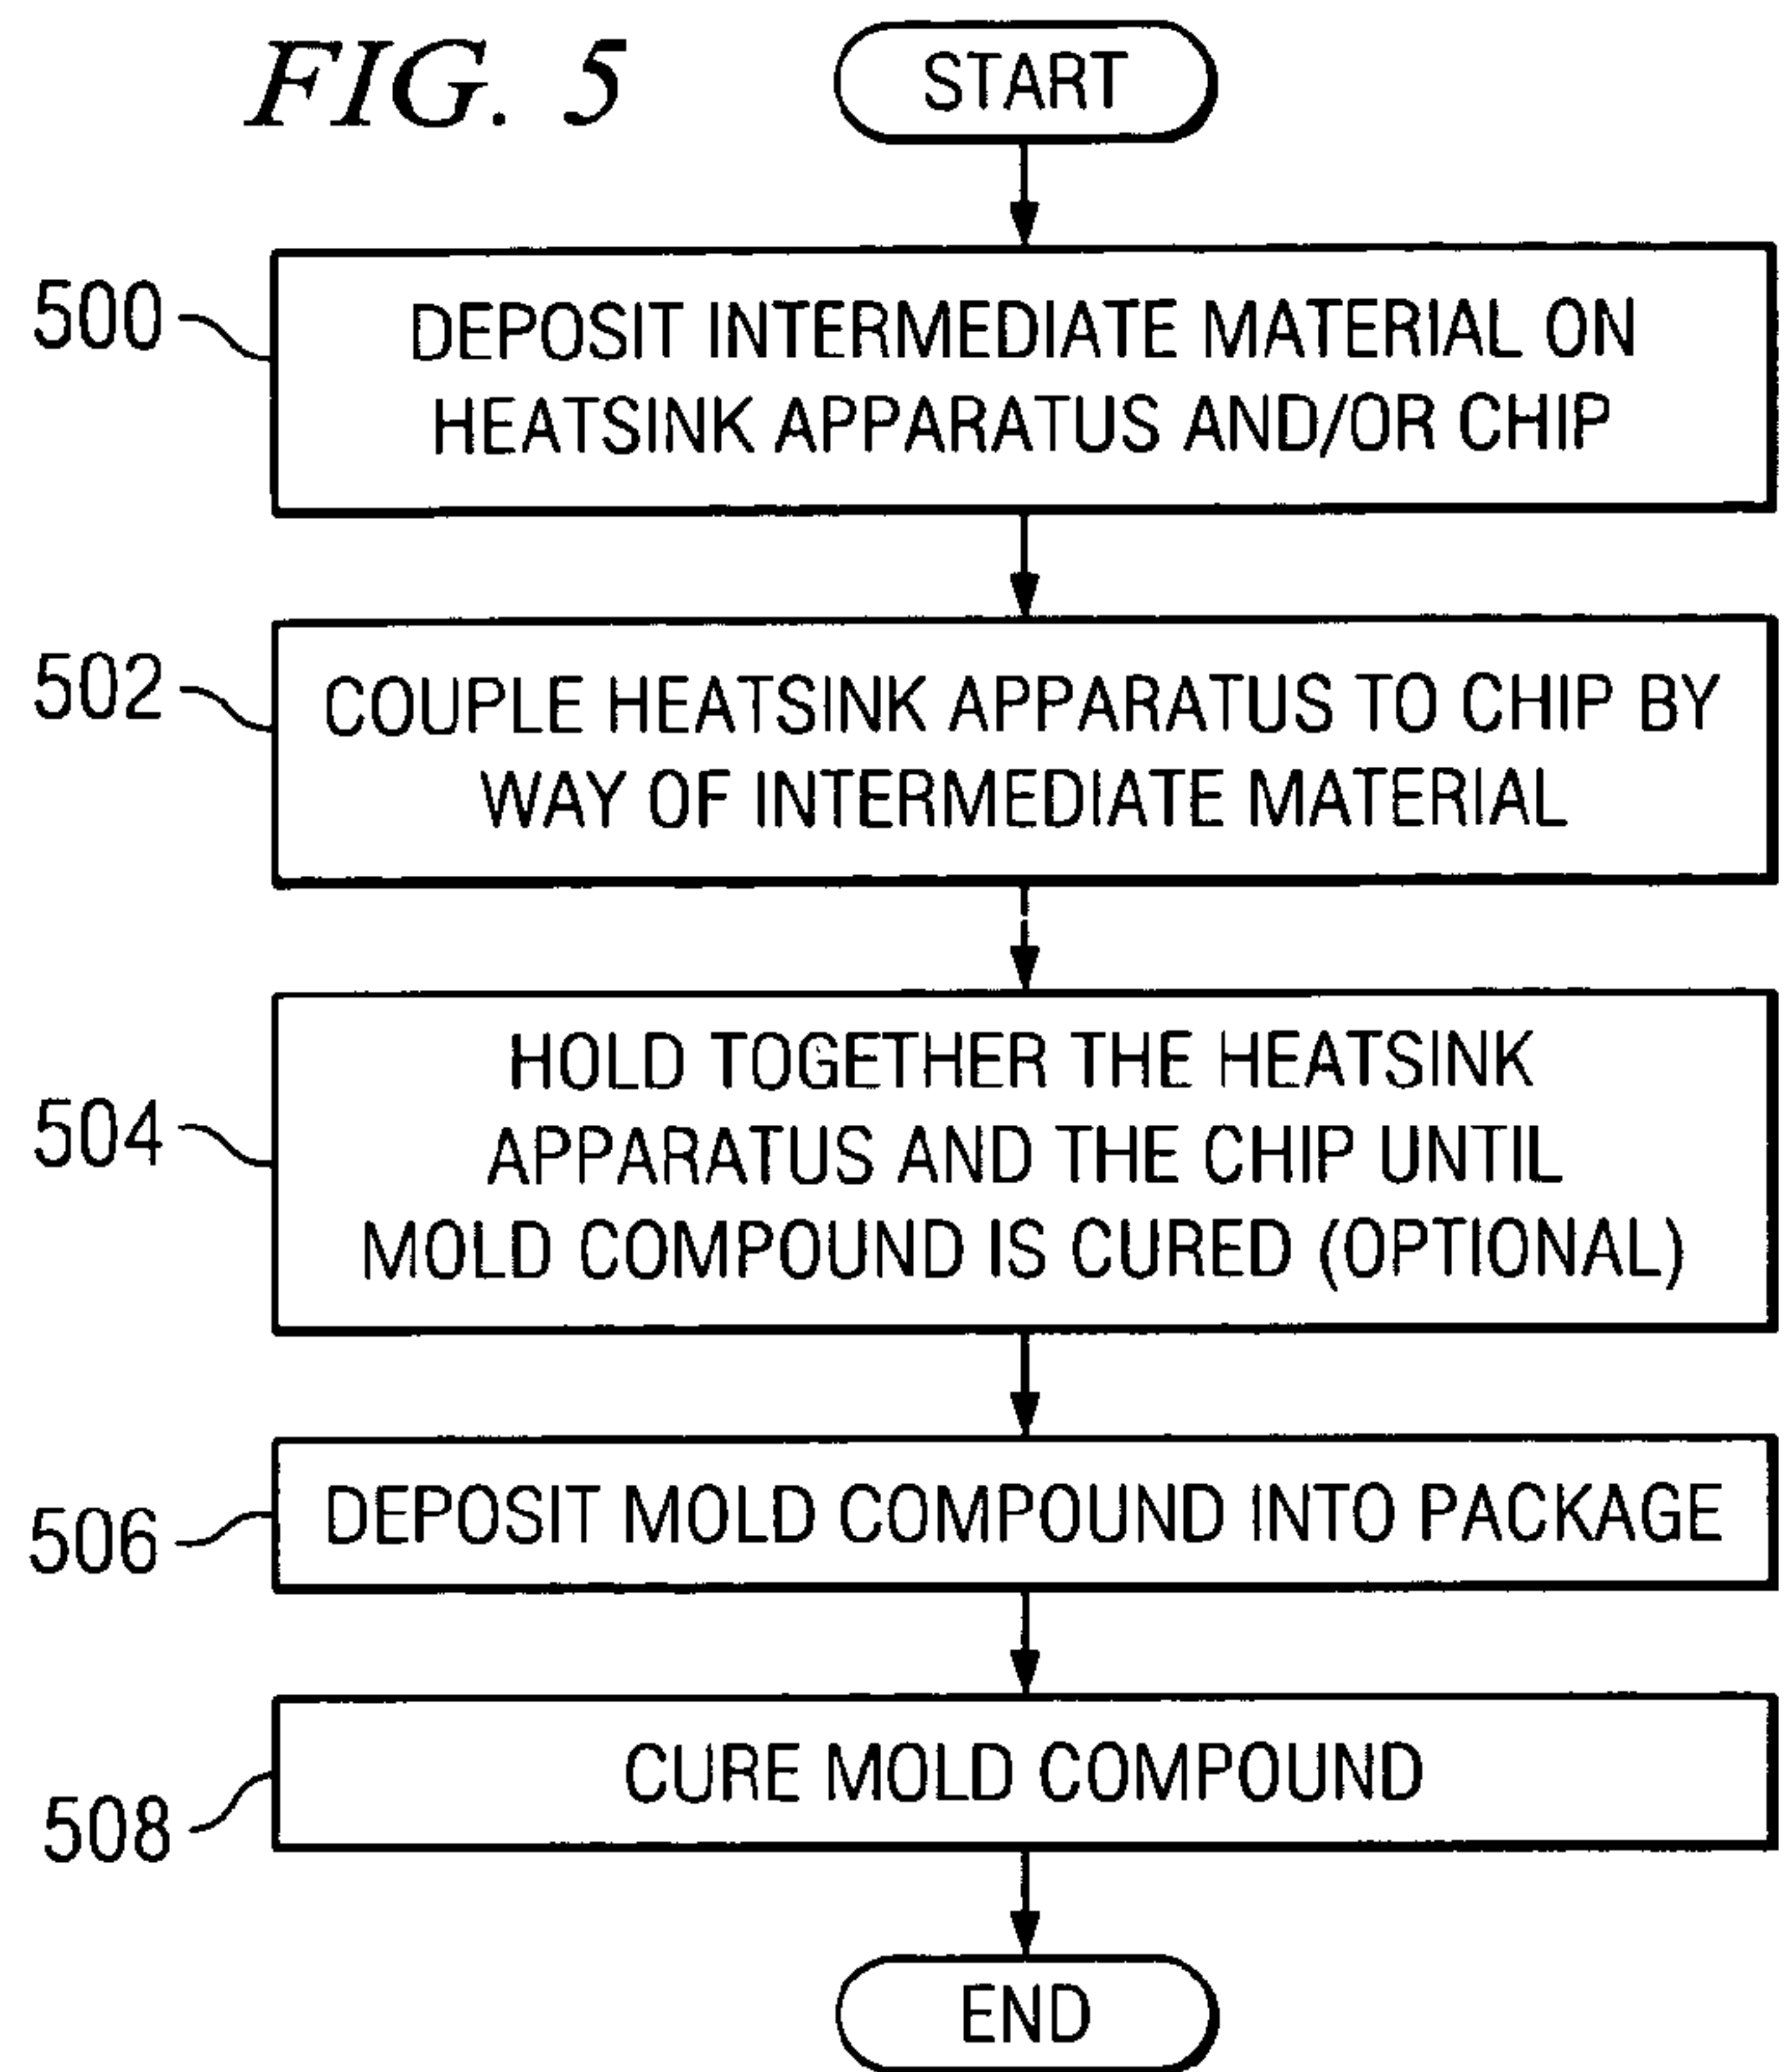 FIG. 5
START
500
DEPOSIT INTERMEDIATE MATERIAL ON
HEATSINK APPARATUS AND/OR CHIP
502
COUPLE HEATSINK APPARATUS TO CHIP BY
WAY OF INTERMEDIATE MATERIAL
504
HOLD TOGETHER THE HEATSINK
APPARATUS AND THE CHIP UNTIL
MOLD COMPOUND IS CURED (OPTIONAL)
506
DEPOSIT MOLD COMPOUND INTO PACKAGE
508
CURE MOLD COMPOUND
END